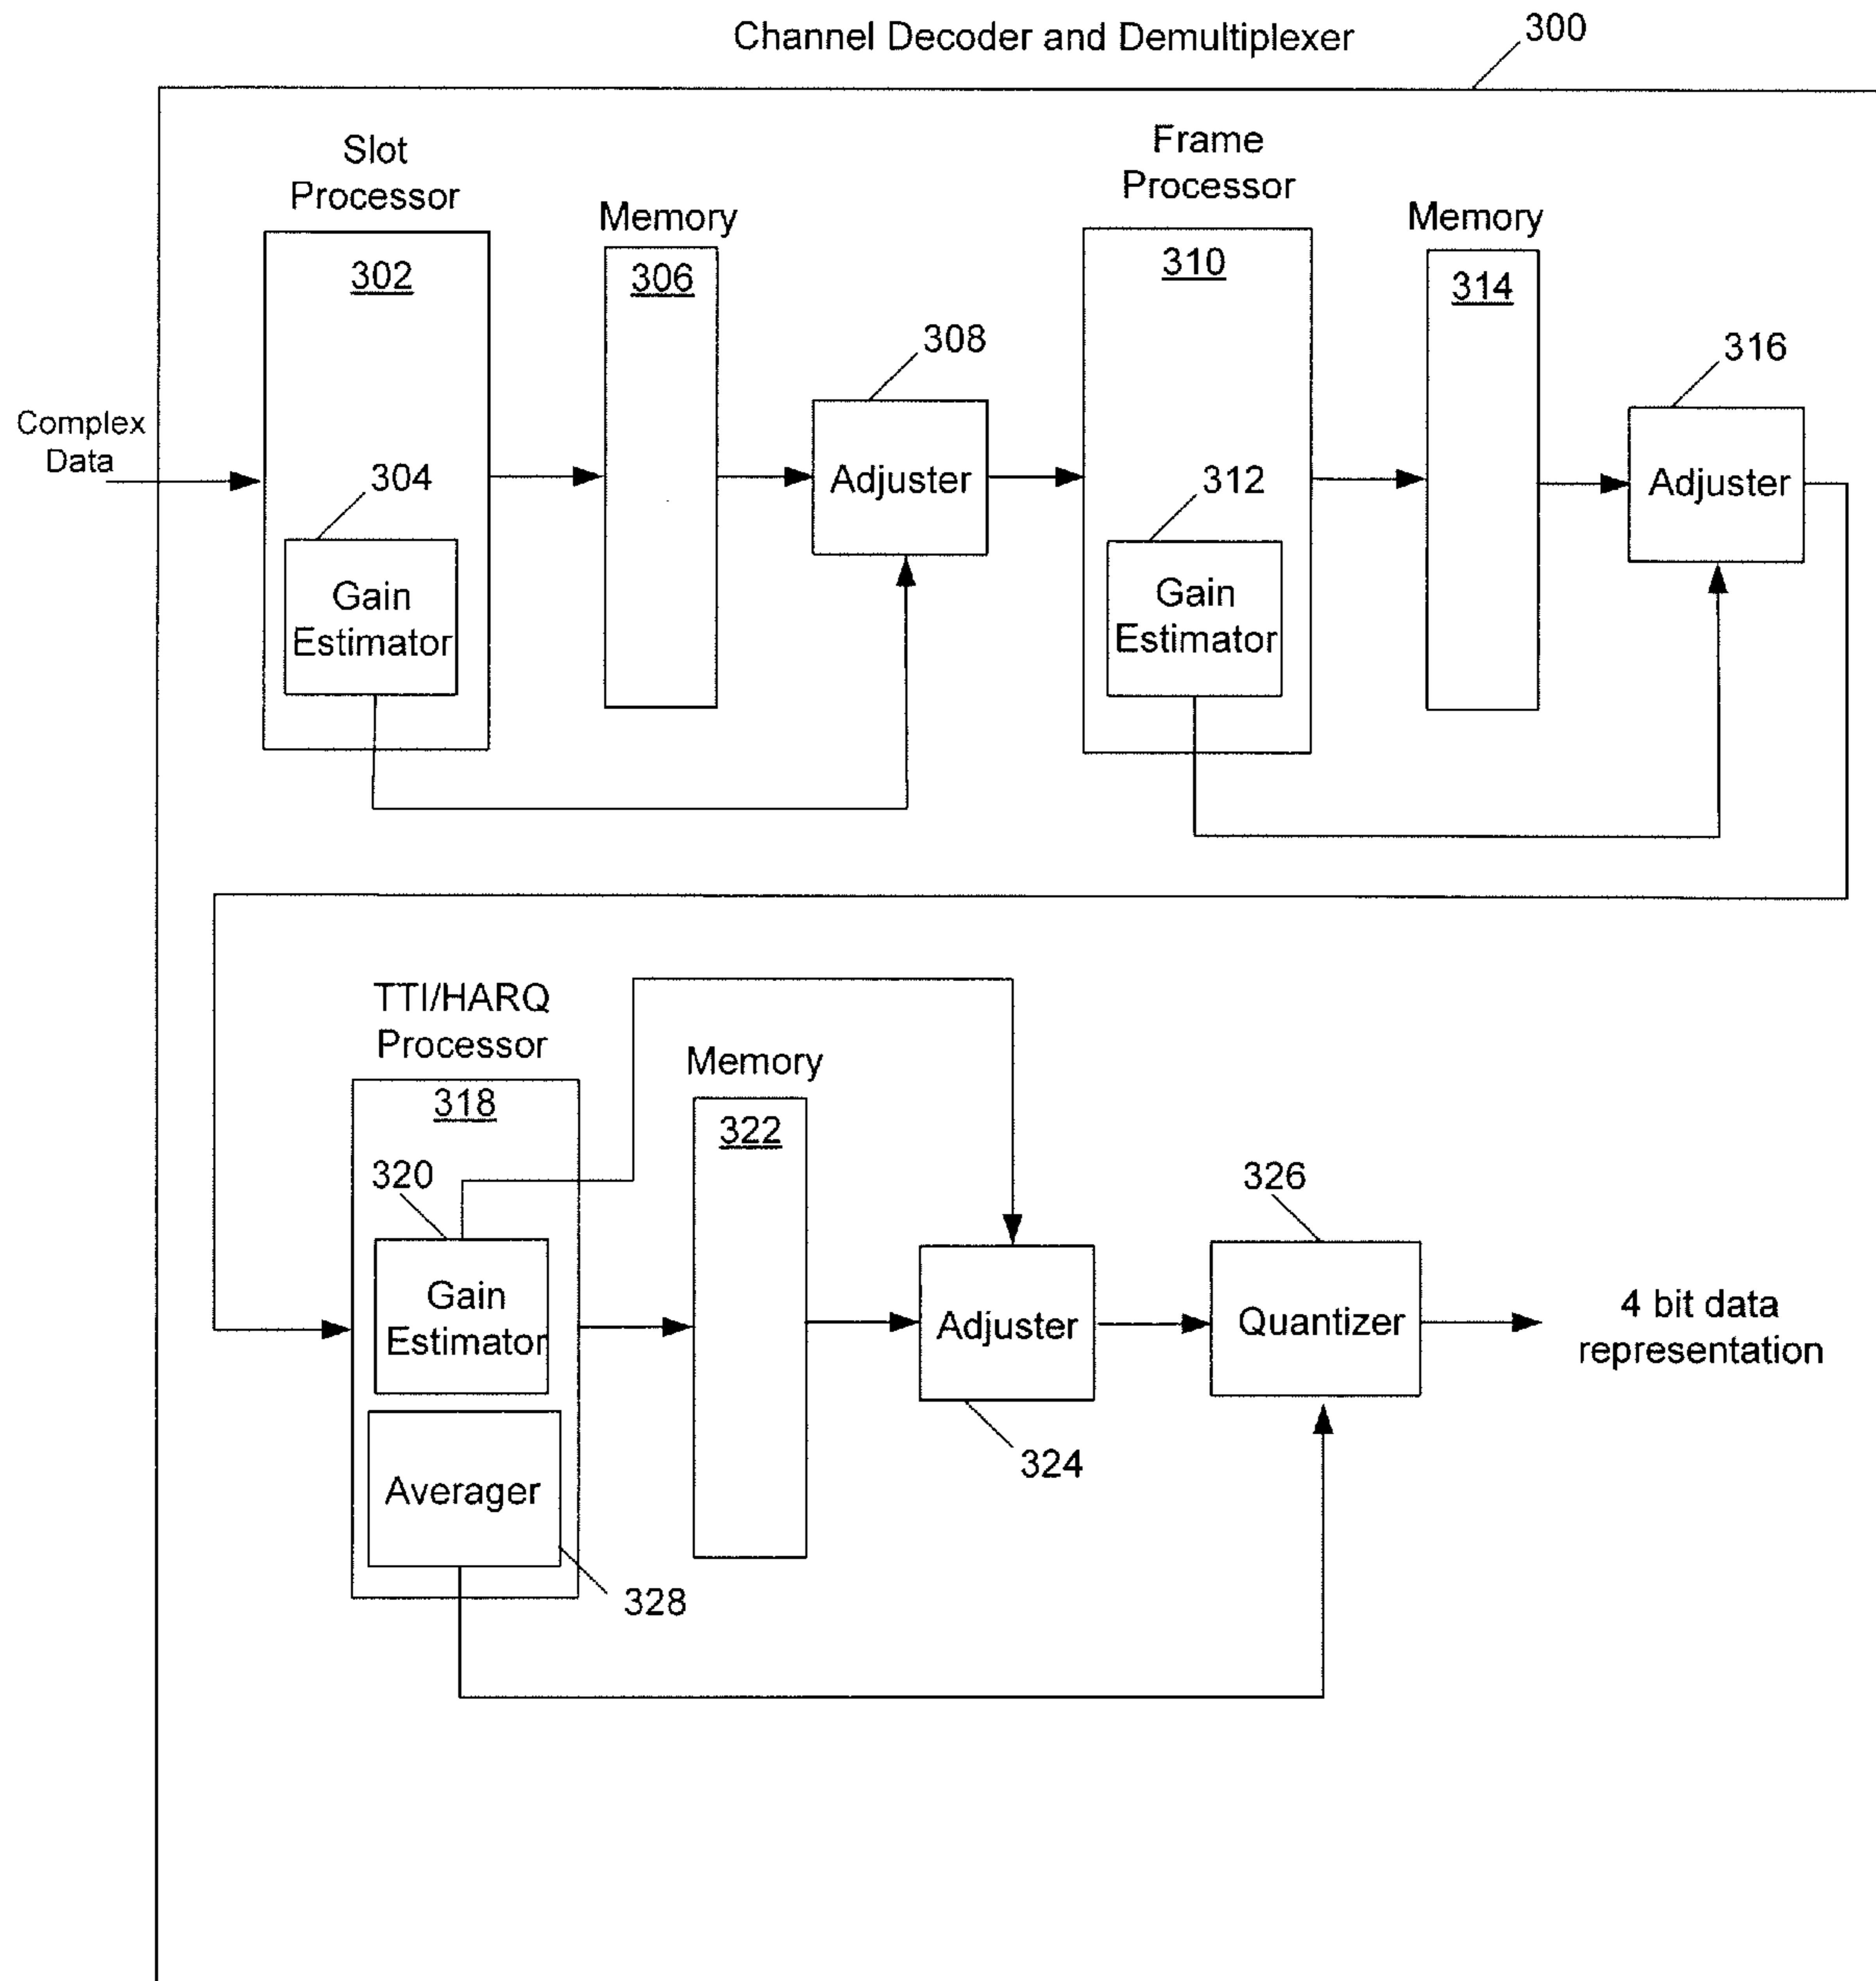 Channel Decoder and Demultiplexer
300
Slot
Processor
302
304
Gain
Estimator
Memory
306
308
Adjuster
Frame
Processor
310
312
Gain
Estimator
Memory
314
316
Adjuster
Complex
Data
TTI/HARQ
Processor
318
320
Gain
Estimator
Averager
328
Memory
322
Adjuster
324
326
Quantizer
4 bit data
representation